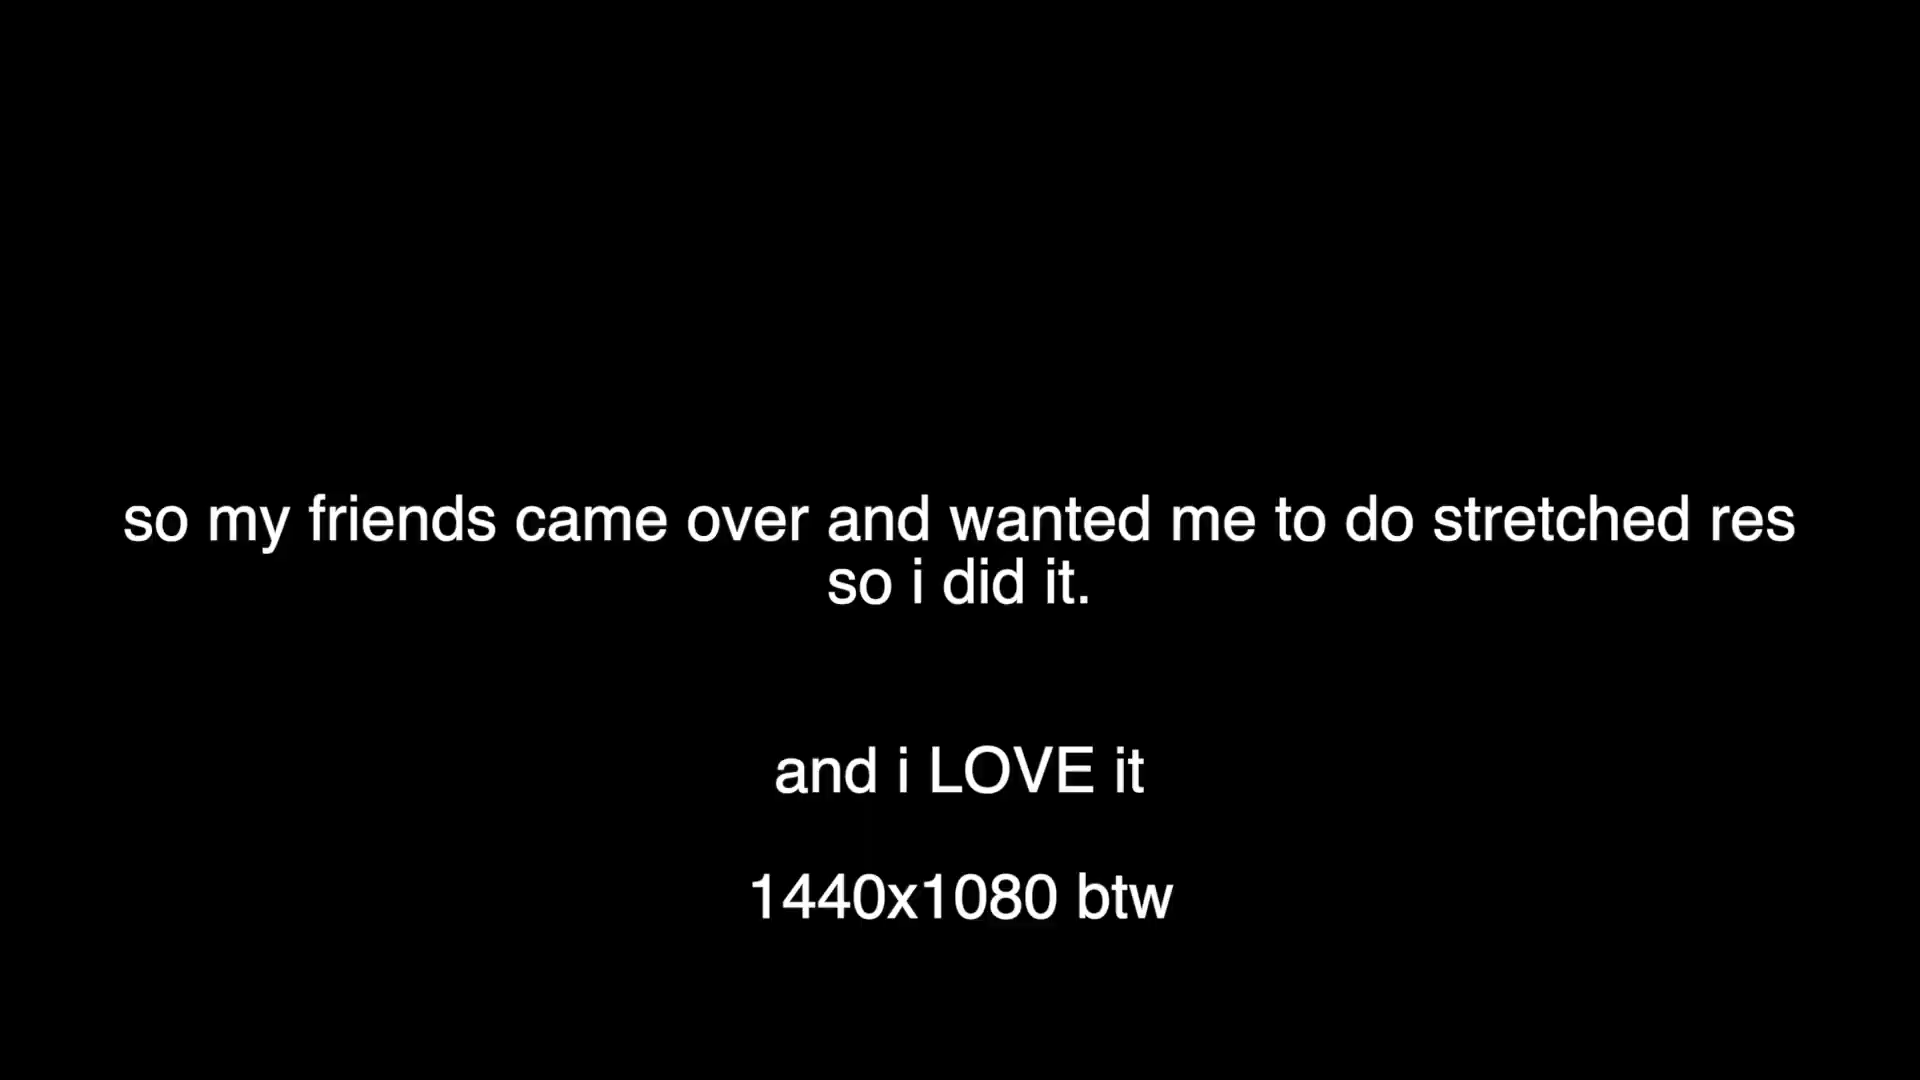 so my friends came over and wanted me to do stretched res
so i did it.
and i LOVE it
1440x1080 btw